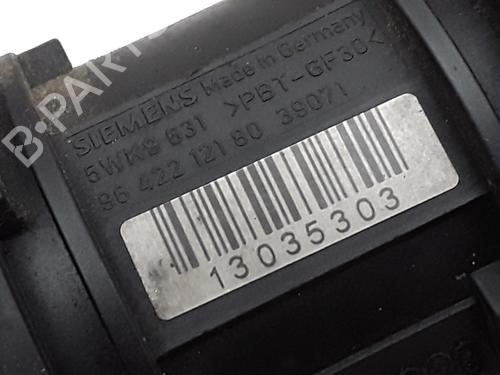 B-PARTS
SIEMENS Made in Germany
5WK9 631 >PBT-GF30<
96 422 121 80 39071
13035303